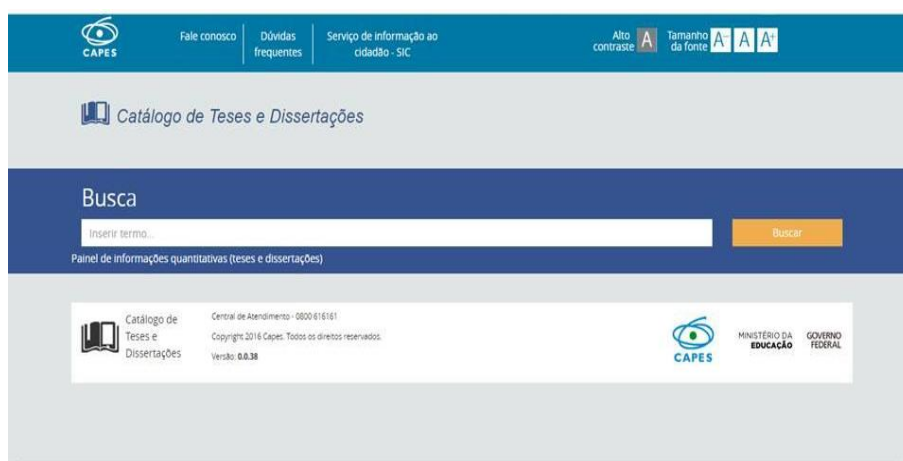 CAPES
Fale conosco
Dúvidas
frequentes
Serviço de informação ao
cidadão - SIC
Alto
contraste
A
Tamanho
da fonte
A- A A+
Catálogo de Teses e Dissertações
Busca
Inserir termo...
Buscar
Painel de informações quantitativas (teses e dissertações)
Catálogo de
Teses e
Dissertações
Central de Atendimento - 0800 616161
Copyright 2016 Capes. Todos os direitos reservados.
Versão: 0.0.38
CAPES
MINISTÉRIO DA
EDUCAÇÃO
GOVERNO
FEDERAL